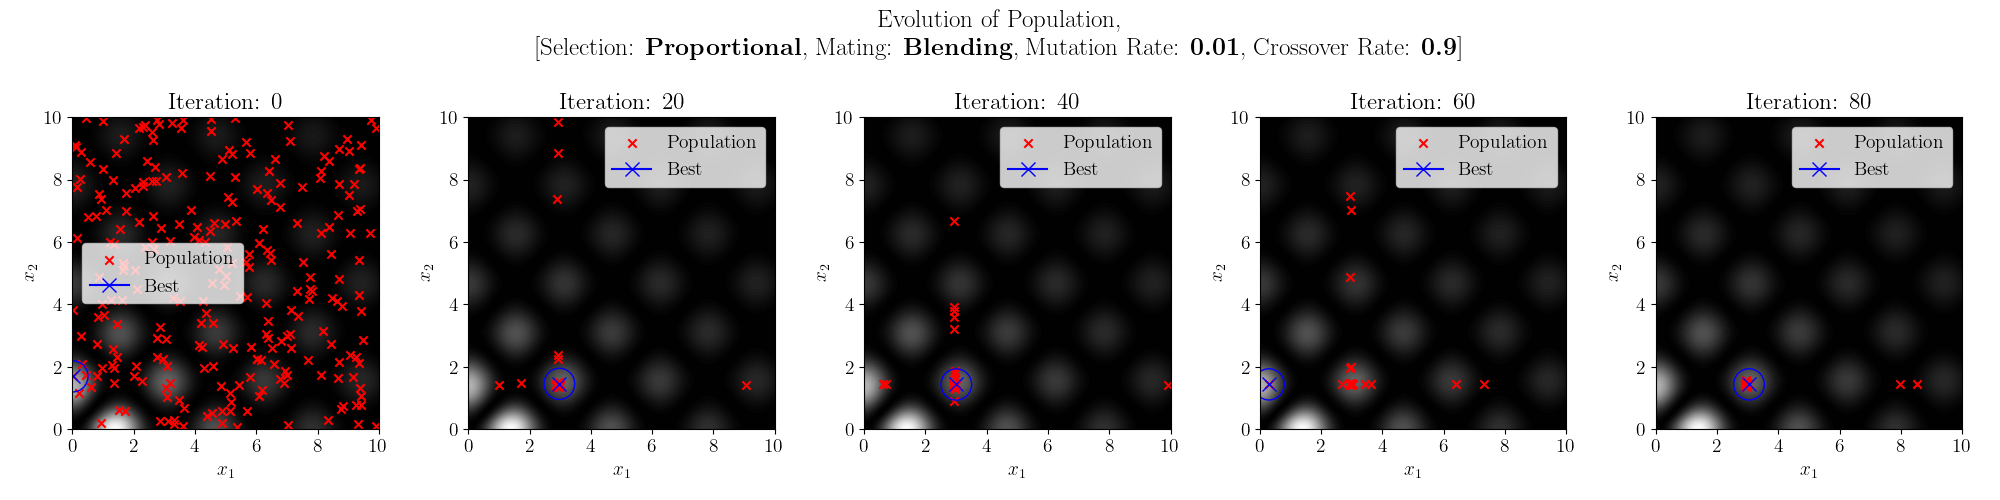 Evolution of Population,
[Selection: Proportional, Mating: Blending, Mutation Rate: 0.01, Crossover Rate: 0.9]
Iteration: 0
10
8
6
4
2
0
x2
Population
Best
0 2 4 6 8 10
x1
Iteration: 20
10
8
6
4
2
0
x2
Population
Best
0 2 4 6 8 10
x1
Iteration: 40
10
8
6
4
2
0
x2
Population
Best
0 2 4 6 8 10
x1
Iteration: 60
10
8
6
4
2
0
x2
Population
Best
0 2 4 6 8 10
x1
Iteration: 80
10
8
6
4
2
0
x2
Population
Best
0 2 4 6 8 10
x1